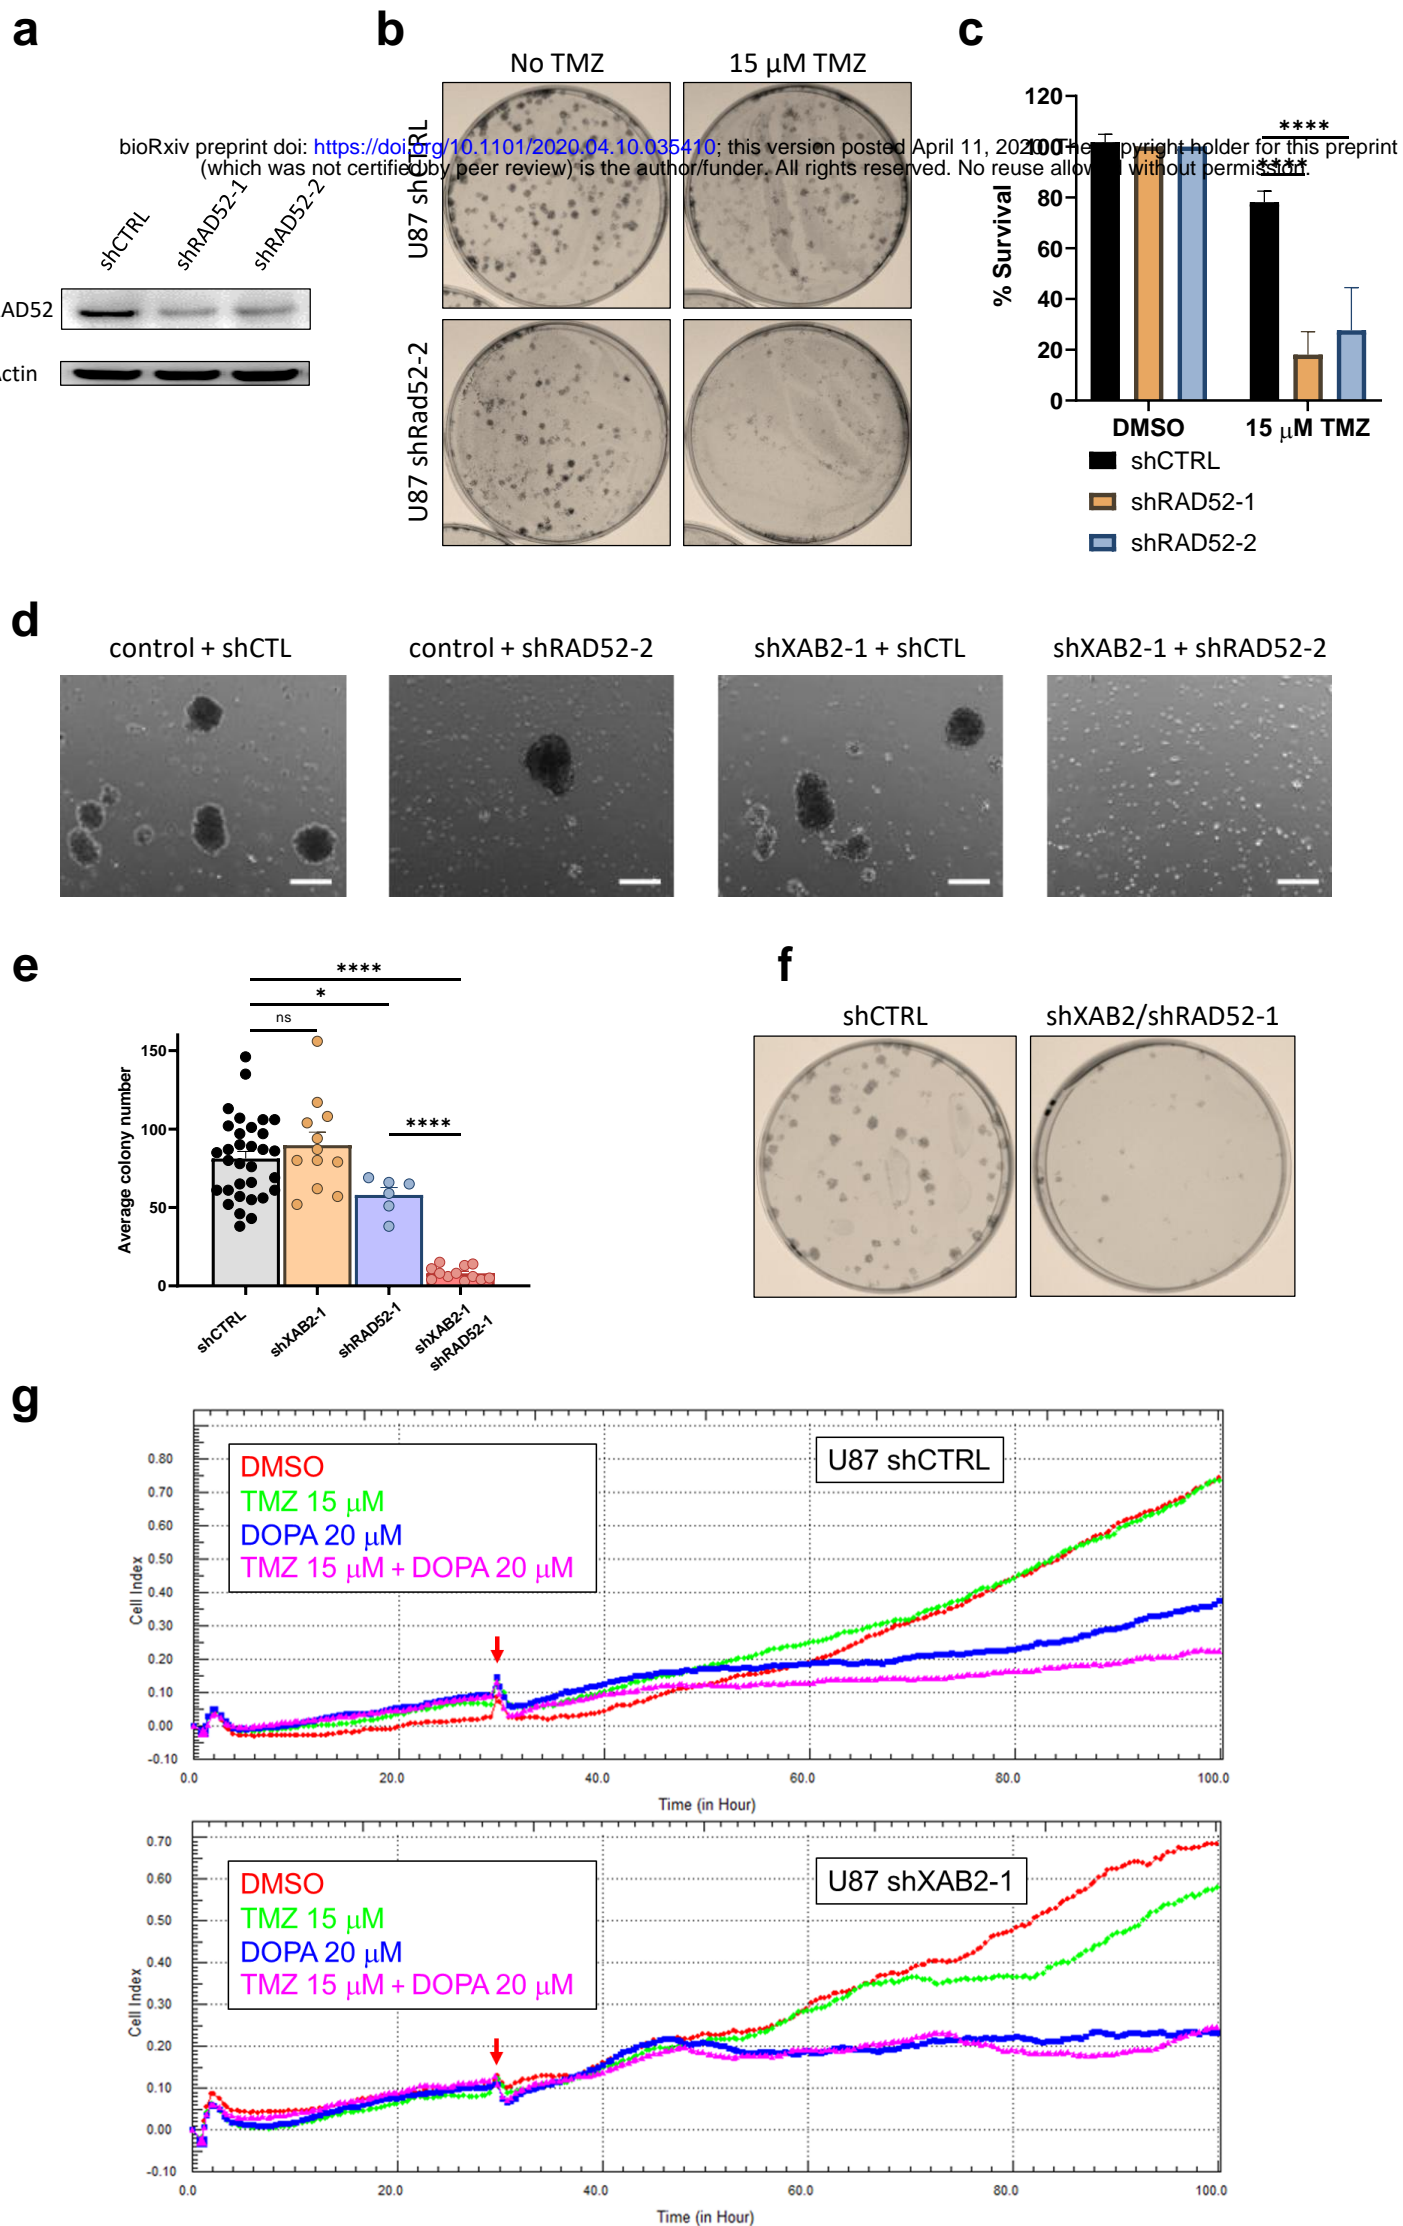 a
b
c
No TMZ
15 µM TMZ
bioRxiv preprint doi: https://doi.org/10.1101/2020.04.10.035410; this version posted April 11, 2020. The copyright holder for this preprint
(which was not certified by peer review) is the author/funder. All rights reserved. No reuse allowed without permission.
shCTRL
shRAD52-1
shRAD52-2
AD52
Actin
U87 shCTRL
U87 shRad52-2
% Survival
120
100
80
60
40
20
0
****
****
DMSO
15 µM TMZ
shCTRL
shRAD52-1
shRAD52-2
d
control + shCTL
control + shRAD52-2
shXAB2-1 + shCTL
shXAB2-1 + shRAD52-2
e
****
*
ns
****
Average colony number
150
100
50
0
shCTRL
shXAB2-1
shRAD52-1
shXAB2-1
shRAD52-1
f
shCTRL
shXAB2/shRAD52-1
g
DMSO
TMZ 15 µM
DOPA 20 µM
TMZ 15 µM + DOPA 20 µM
U87 shCTRL
Cell Index
0.80
0.70
0.60
0.50
0.40
0.30
0.20
0.10
0.00
-0.10
0.0
20.0
40.0
60.0
80.0
100.0
Time (in Hour)
DMSO
TMZ 15 µM
DOPA 20 µM
TMZ 15 µM + DOPA 20 µM
U87 shXAB2-1
Cell Index
0.70
0.60
0.50
0.40
0.30
0.20
0.10
0.00
-0.10
0.0
20.0
40.0
60.0
80.0
100.0
Time (in Hour)